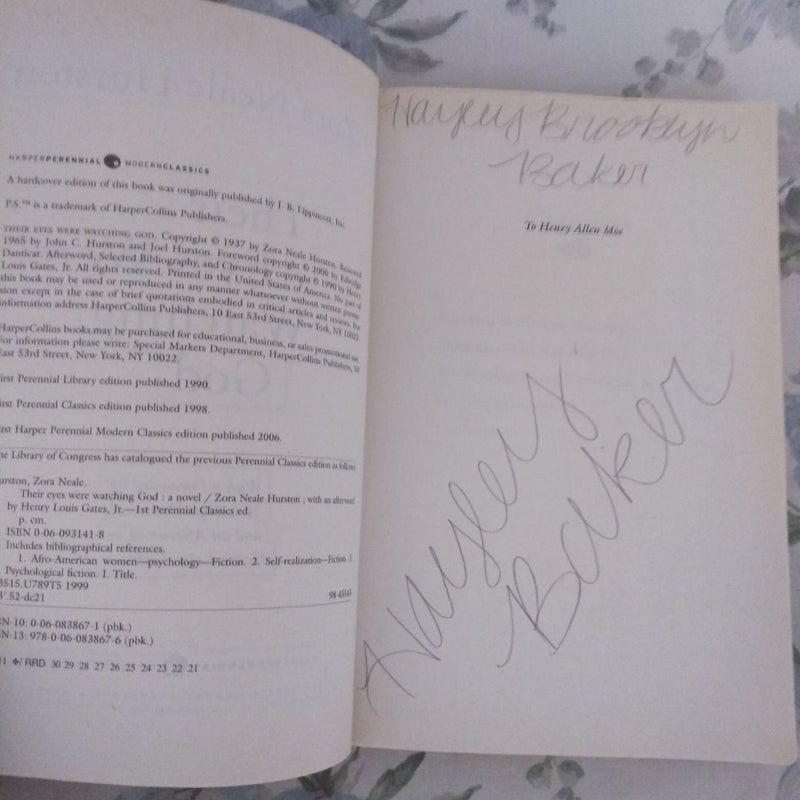 HARPERPERENNIAL MODERNCLASSICS
A hardcover edition of this book was originally published by J. B. Lippincott, Inc.
P.S.™ is a trademark of HarperCollins Publishers.
THEIR EYES WERE WATCHING GOD. Copyright © 1937 by Zora Neale Hurston. Renewed
1965 by John C. Hurston and Joel Hurston. Foreword copyright © 2006 by Edwidge
Danticat. Afterword, Selected Bibliography, and Chronology copyright © 1990 by Henry
Louis Gates, Jr. All rights reserved. Printed in the United States of America. No part of
this book may be used or reproduced in any manner whatsoever without written
sion except in the case of brief quotations embodied in critical articles and reviews. For
information address HarperCollins Publishers, 10 East 53rd Street, New York, NY 10022.
HarperCollins books may be purchased for educational, business, or sales promotional use.
For information please write: Special Markets Department, HarperCollins Publishers, 10
East 53rd Street, New York, NY 10022.
irst Perennial Library edition published 1990.
irst Perennial Classics edition published 1998.
irst Harper Perennial Modern Classics edition published 2006.
he Library of Congress has catalogued the previous Perennial Classics edition as follows
urston, Zora Neale.
Their eyes were watching God : a novel / Zora Neale Hurston ; with an afterword
by Henry Louis Gates, Jr.—1st Perennial Classics ed.
p. cm.
ISBN 0-06-093141-8
Includes bibliographical references.
1. Afro-American women—psychology—Fiction. 2. Self-realization—Fiction 3.
Psychological fiction. I. Title.
3515.U789T5 1999
3'.52-dc21
BN-10: 0-06-083867-1 (pbk.)
BN-13: 978-0-06-083867-6 (pbk.)
11 ❖/RRD 30 29 28 27 26 25 24 23 22 21
Hayley Brooklyn
Baker
To Henry Allen Moe
Hayley
Baker